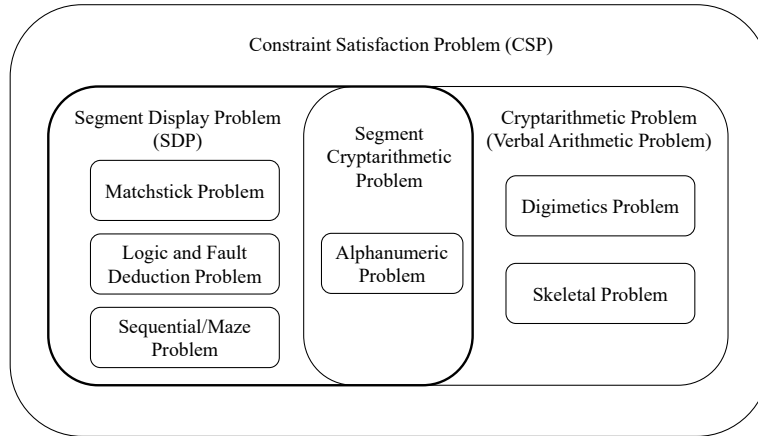 Constraint Satisfaction Problem (CSP)
Segment Display Problem
(SDP)
Matchstick Problem
Logic and Fault
Deduction Problem
Sequential/Maze
Problem
Segment
Cryptarithmetic
Problem
Alphanumeric
Problem
Cryptarithmetic Problem
(Verbal Arithmetic Problem)
Digimetics Problem
Skeletal Problem